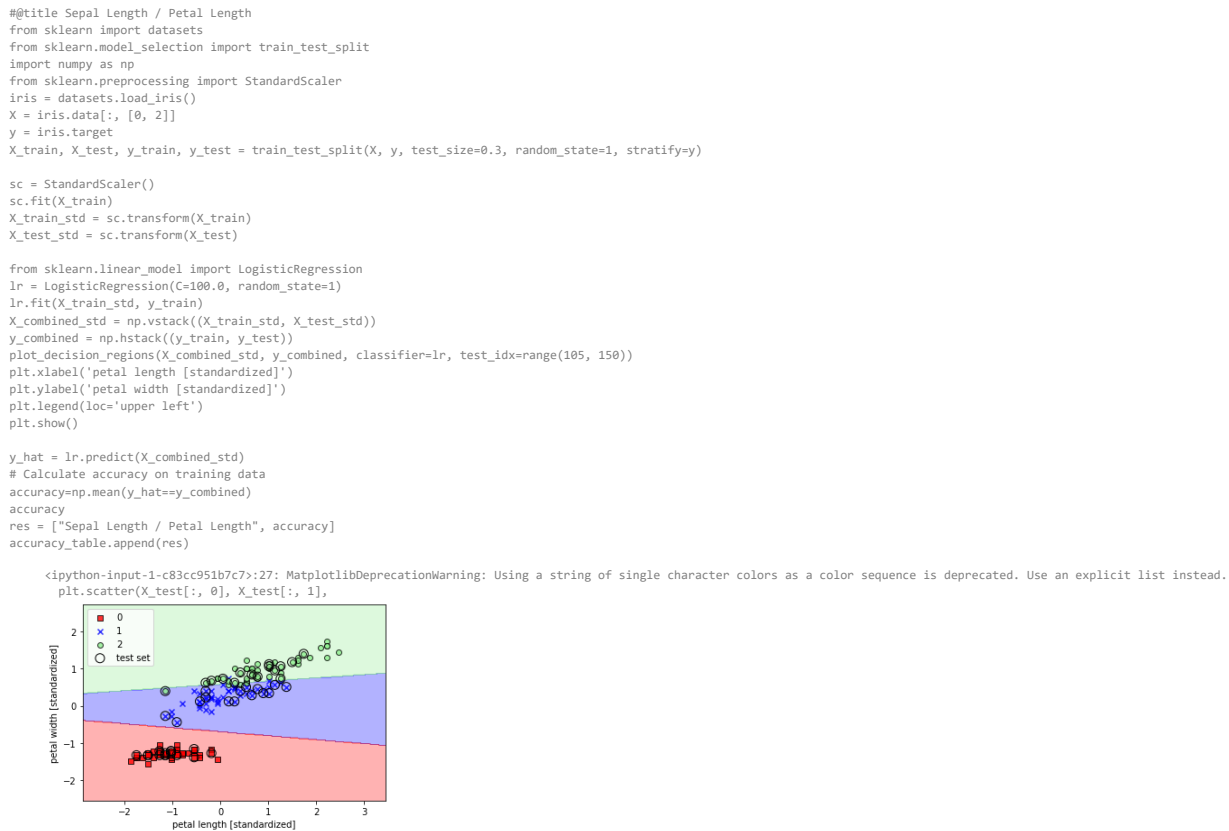 #@title Sepal Length / Petal Length
from sklearn import datasets
from sklearn.model_selection import train_test_split
import numpy as np
from sklearn.preprocessing import StandardScaler
iris = datasets.load_iris()
X = iris.data[:, [0, 2]]
y = iris.target
X_train, X_test, y_train, y_test = train_test_split(X, y, test_size=0.3, random_state=1, stratify=y)
sc = StandardScaler()
sc.fit(X_train)
X_train_std = sc.transform(X_train)
X_test_std = sc.transform(X_test)
from sklearn.linear_model import LogisticRegression
lr = LogisticRegression(C=100.0, random_state=1)
lr.fit(X_train_std, y_train)
X_combined_std = np.vstack((X_train_std, X_test_std))
y_combined = np.hstack((y_train, y_test))
plot_decision_regions(X_combined_std, y_combined, classifier=lr, test_idx=range(105, 150))
plt.xlabel('petal length [standardized]')
plt.ylabel('petal width [standardized]')
plt.legend(loc='upper left')
plt.show()
y_hat = lr.predict(X_combined_std)
# Calculate accuracy on training data
accuracy=np.mean(y_hat==y_combined)
accuracy
res = ["Sepal Length / Petal Length", accuracy]
accuracy_table.append(res)
<ipython-input-1-c83cc951b7c7>:27: MatplotlibDeprecationWarning: Using a string of single character colors as a color sequence is deprecated. Use an explicit list instead.
plt.scatter(X_test[:, 0], X_test[:, 1],
0
1
2
test set
2
1
0
−1
−2
petal width [standardized]
−2 −1 0 1 2 3
petal length [standardized]